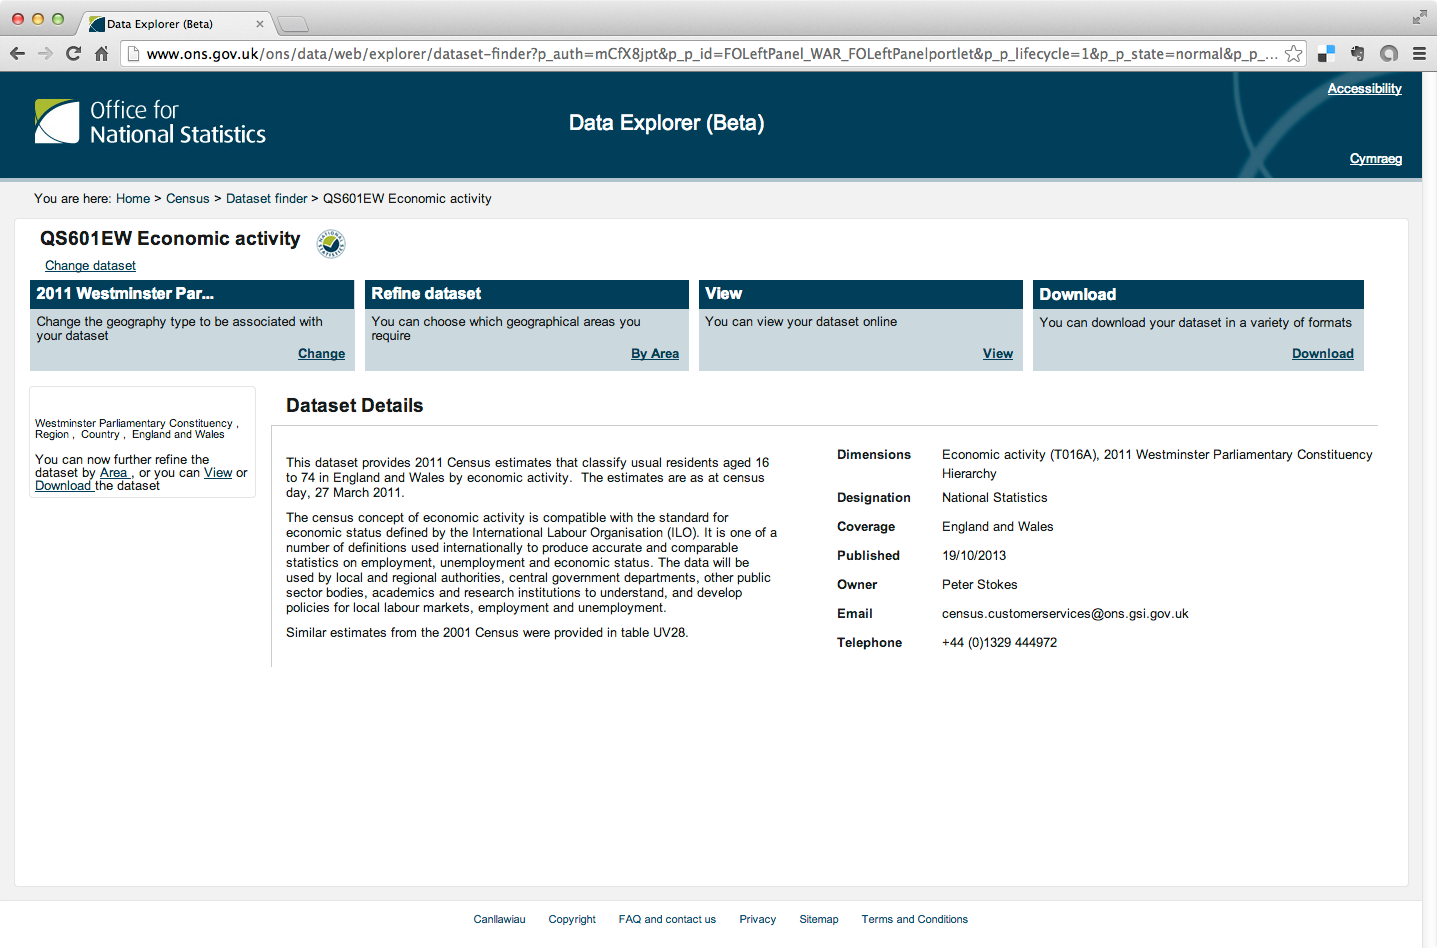 Data Explorer (Beta)
www.ons.gov.uk/ons/data/web/explorer/dataset-finder?p_auth=mCfX8jpt&p_p_id=FOLeftPanel_WAR_FOLeftPanelportlet&p_p_lifecycle=1&p_p_state=normal&p_p_...
Accessibility
Office for
National Statistics
Data Explorer (Beta)
Cymraeg
You are here: Home > Census > Dataset finder > QS601EW Economic activity
QS601EW Economic activity
NATIONAL STATISTICS
Change dataset
2011 Westminster Par...
Change the geography type to be associated with
your dataset
Change
Refine dataset
You can choose which geographical areas you
require
By Area
View
You can view your dataset online
View
Download
You can download your dataset in a variety of formats
Download
Westminster Parliamentary Constituency ,
Region , Country , England and Wales
You can now further refine the
dataset by Area , or you can View or
Download the dataset
Dataset Details
This dataset provides 2011 Census estimates that classify usual residents aged 16
to 74 in England and Wales by economic activity. The estimates are as at census
day, 27 March 2011.
The census concept of economic activity is compatible with the standard for
economic status defined by the International Labour Organisation (ILO). It is one of a
number of definitions used internationally to produce accurate and comparable
statistics on employment, unemployment and economic status. The data will be
used by local and regional authorities, central government departments, other public
sector bodies, academics and research institutions to understand, and develop
policies for local labour markets, employment and unemployment.
Similar estimates from the 2001 Census were provided in table UV28.
Dimensions Economic activity (T016A), 2011 Westminster Parliamentary Constituency
Hierarchy
Designation National Statistics
Coverage England and Wales
Published 19/10/2013
Owner Peter Stokes
Email census.customerservices@ons.gsi.gov.uk
Telephone +44 (0)1329 444972
Canllawiau Copyright FAQ and contact us Privacy Sitemap Terms and Conditions